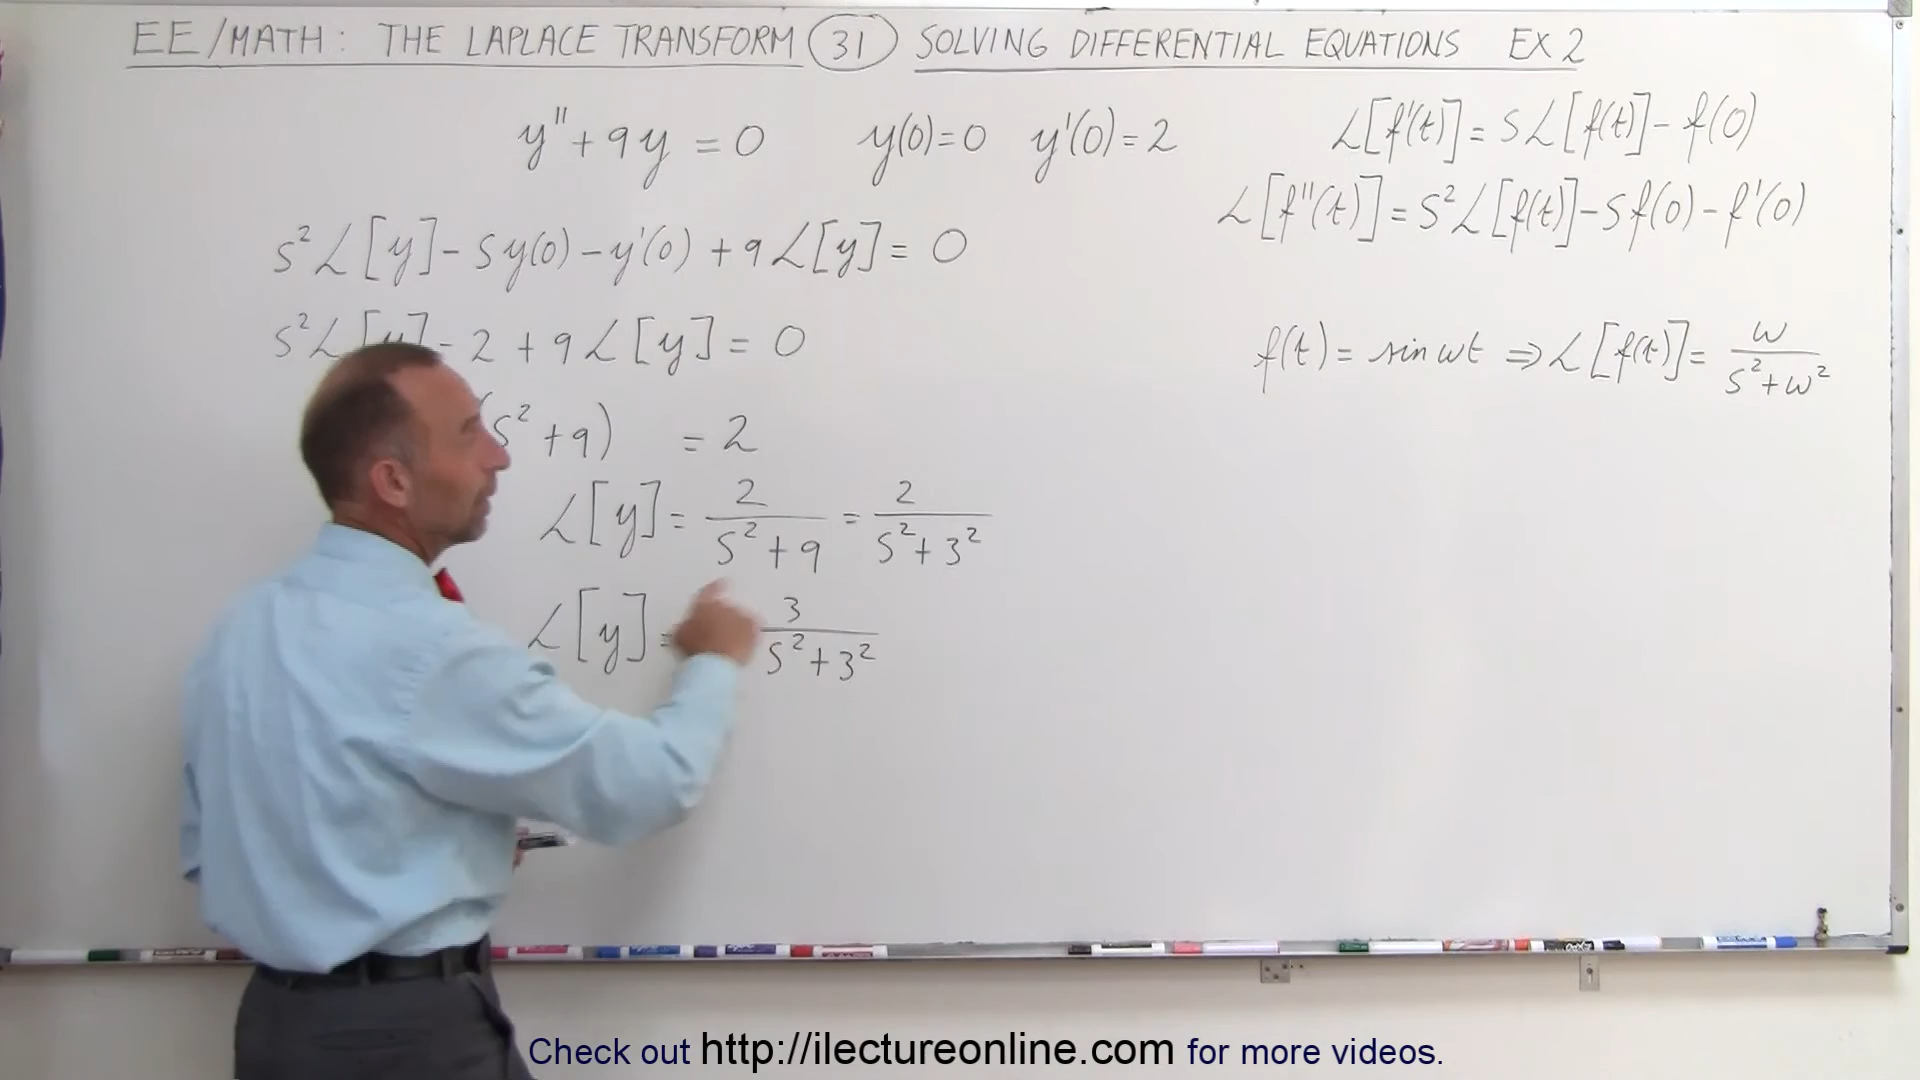 EE/MATH: THE LAPLACE TRANSFORM 31 SOLVING DIFFERENTIAL EQUATIONS EX 2
y" + 9y = 0 y(0)=0 y'(0)=2
ℒ[f'(t)] = Sℒ[f(t)] - f(0)
ℒ[f"(t)] = S²ℒ[f(t)] - Sf(0) - f'(0)
S²ℒ[y] - Sy(0) - y'(0) + 9ℒ[y] = 0
S²ℒ[y] - 2 + 9ℒ[y] = 0
f(t) = sin ωt ⇒ ℒ[f(t)] = ω/(S²+ω²)
(S² + 9) = 2
ℒ[y] = 2/(S²+9) = 2/(S²+3²)
ℒ[y] = 3/(S²+3²)
Check out http://ilectureonline.com for more videos.